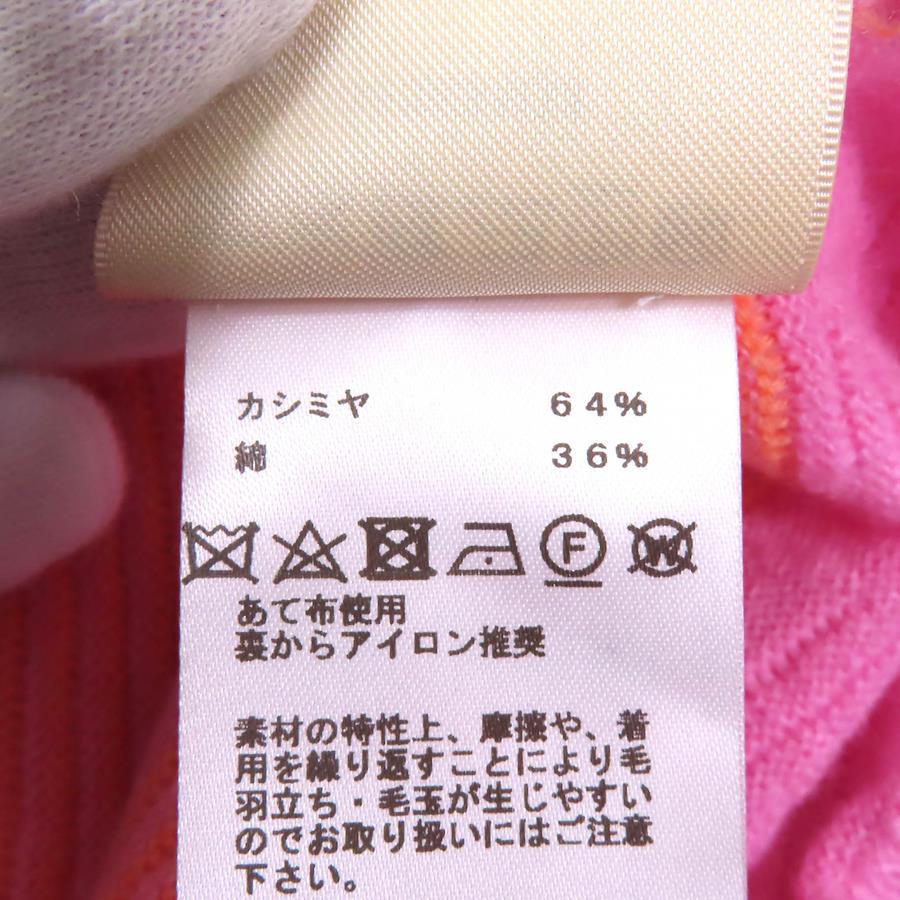 カシミヤ 64%
綿 36%
F W
あて布使用
裏からアイロン推奨
素材の特性上、摩擦や、着
用を繰り返すことにより毛
羽立ち・毛玉が生じやすい
のでお取り扱いにはご注意
下さい。